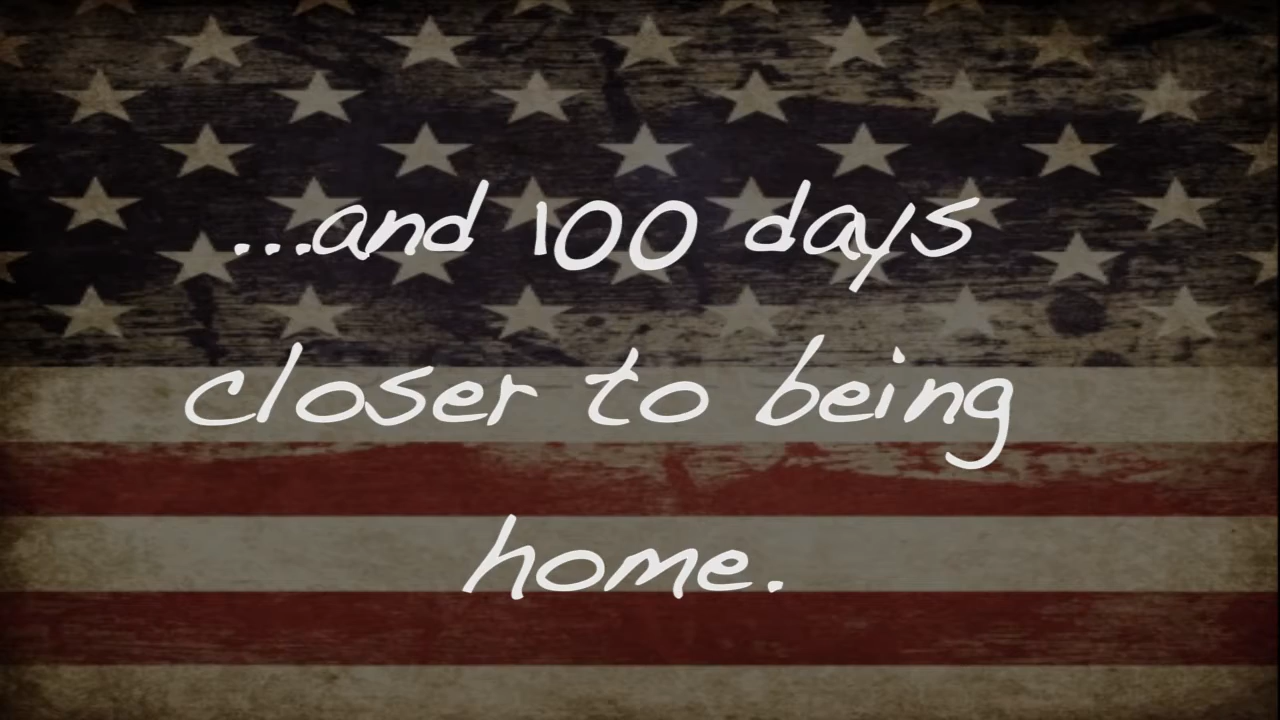 ...and 100 days
closer to being
home.